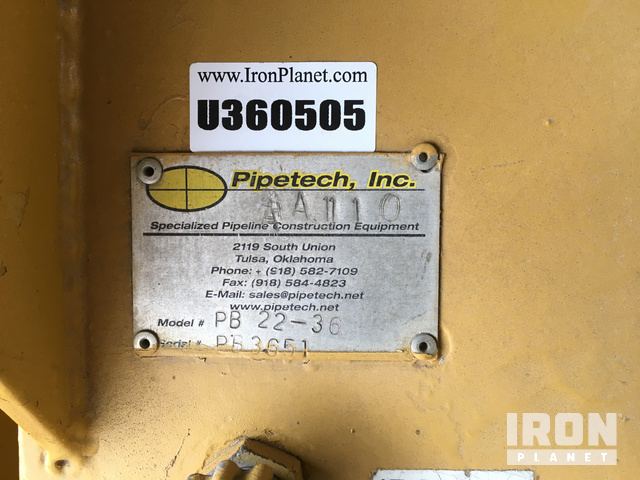 www.IronPlanet.com
U360505
Pipetech, Inc.
AA110
Specialized Pipeline Construction Equipment
2119 South Union
Tulsa, Oklahoma
Phone: + (918) 582-7109
Fax: (918) 584-4823
E-Mail: sales@pipetech.net
www.pipetech.net
Model # PB 22-36
Serial # PB3651
IRON
PLANET